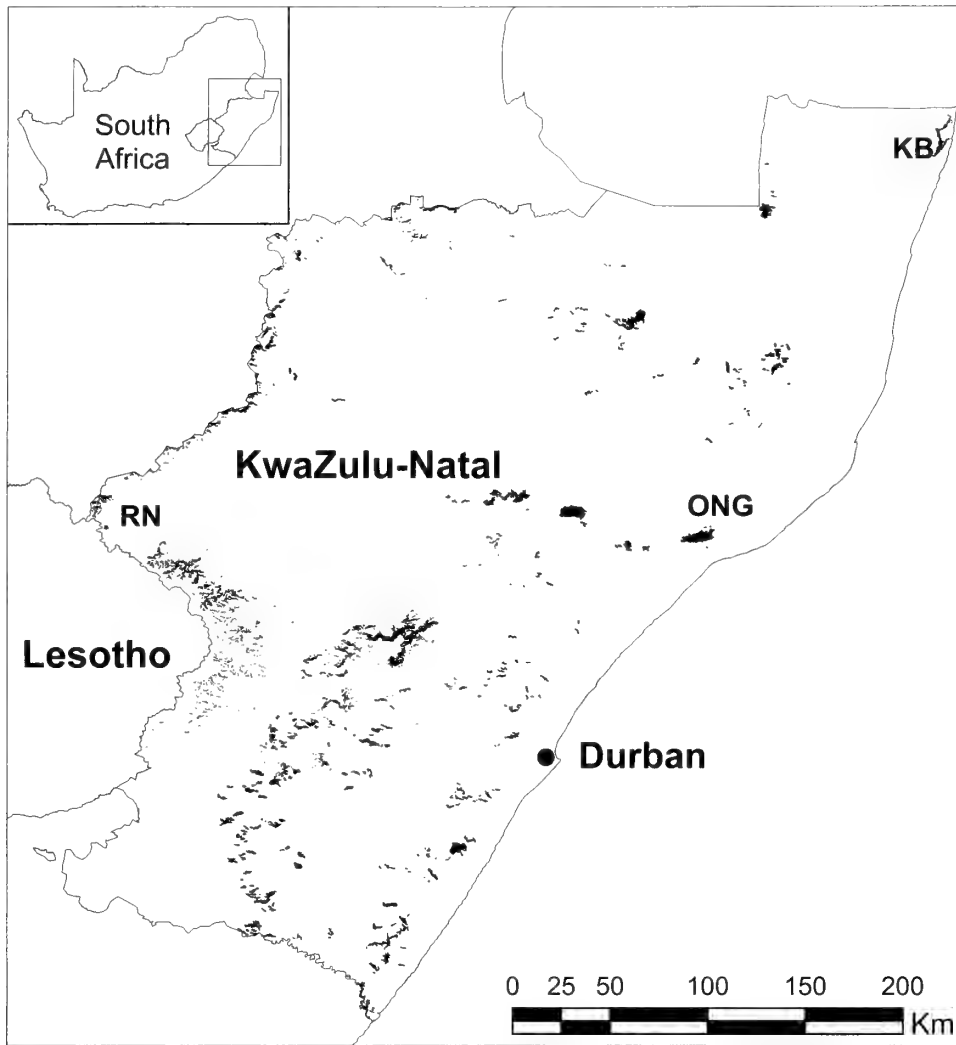 South
Africa
KB
KwaZulu-Natal
RN
ONG
Lesotho
Durban
0 25 50 100 150 200
Km